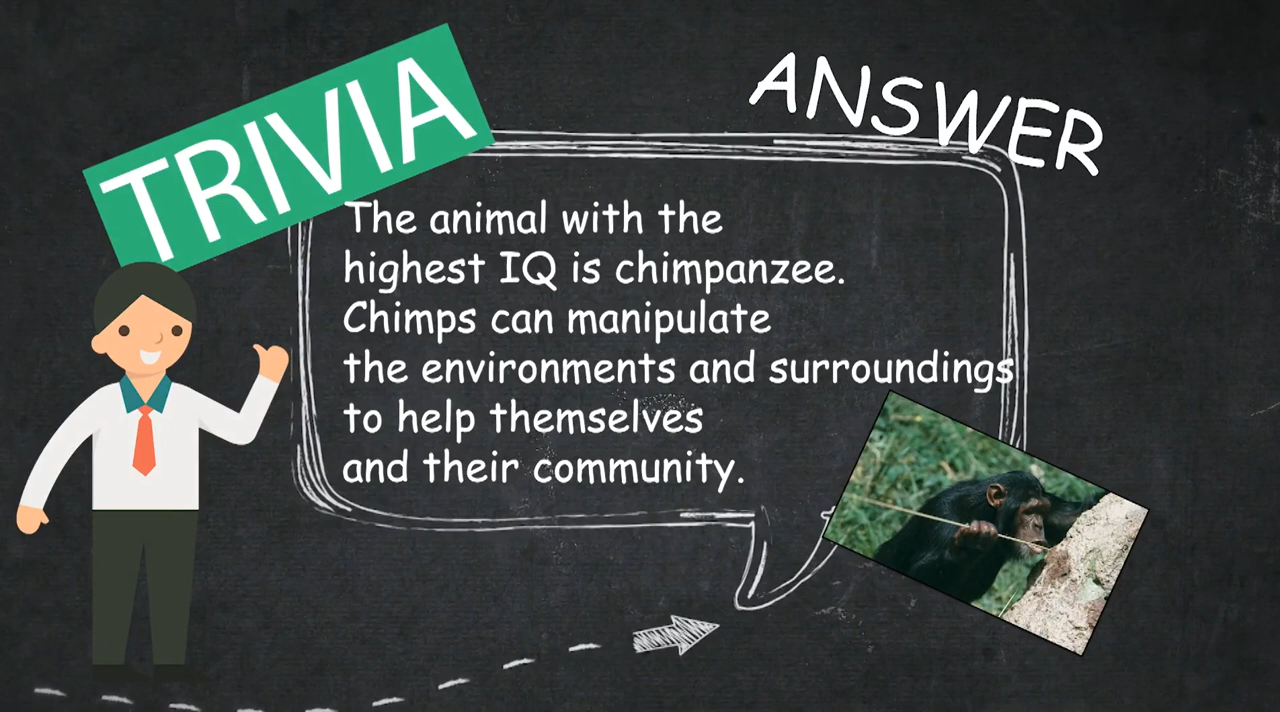 TRIVIA
ANSWER
The animal with the
highest IQ is chimpanzee.
Chimps can manipulate
the environments and surroundings
to help themselves
and their community.